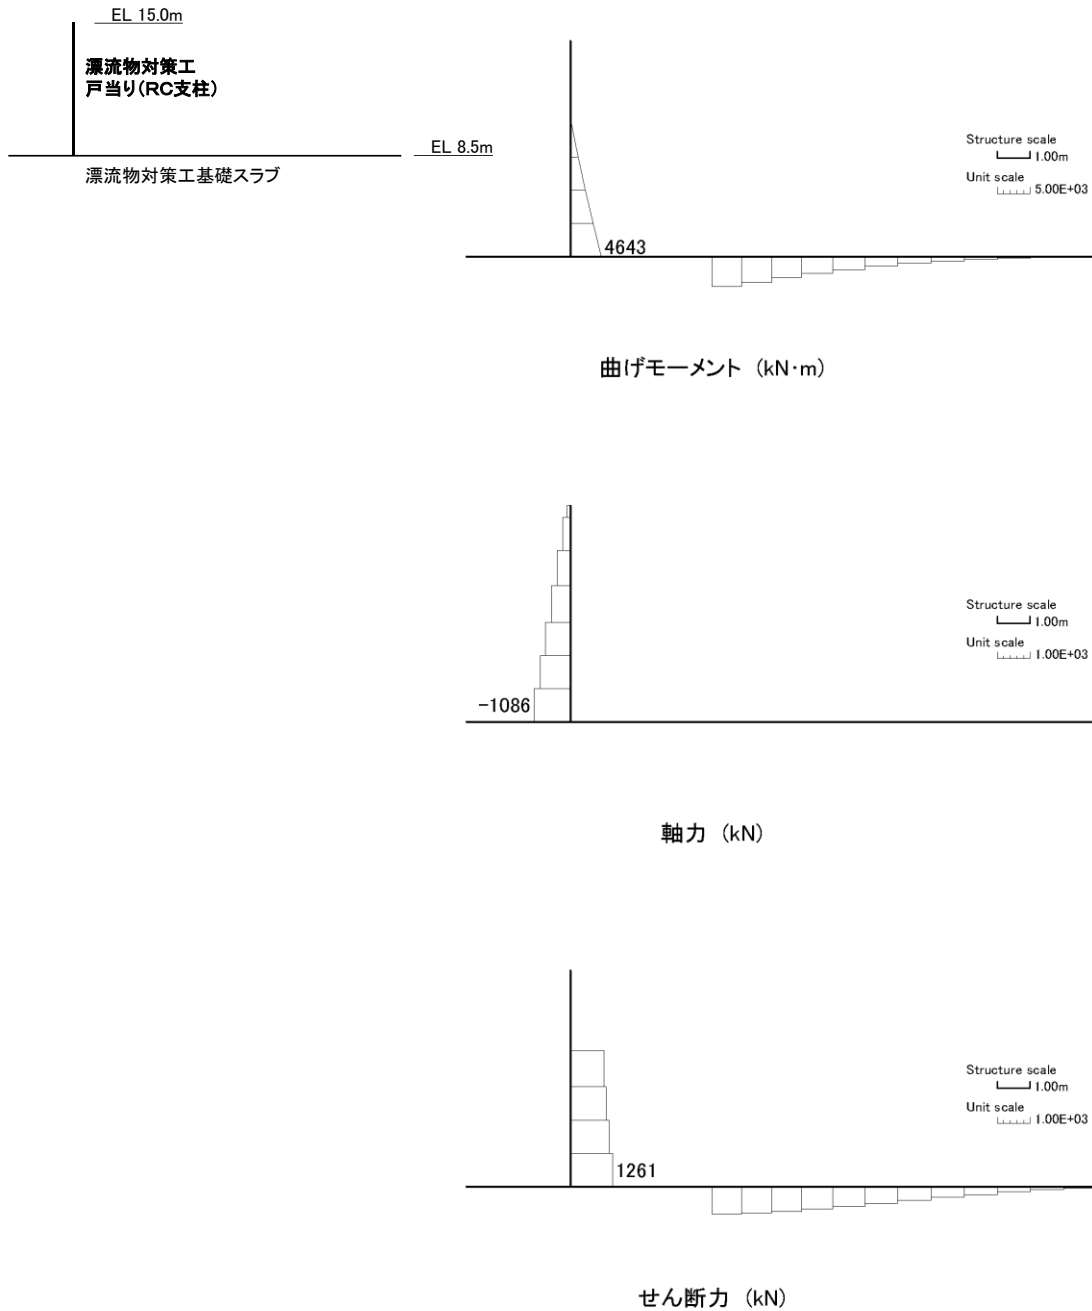 EL 15.0m
漂流物対策工
戸当り(RC支柱)
EL 8.5m
漂流物対策工基礎スラブ
Structure scale
1.00m
Unit scale
5.00E+03
4643
曲げモーメント (kN・m)
Structure scale
1.00m
Unit scale
1.00E+03
-1086
軸力 (kN)
Structure scale
1.00m
Unit scale
1.00E+03
1261
せん断力 (kN)